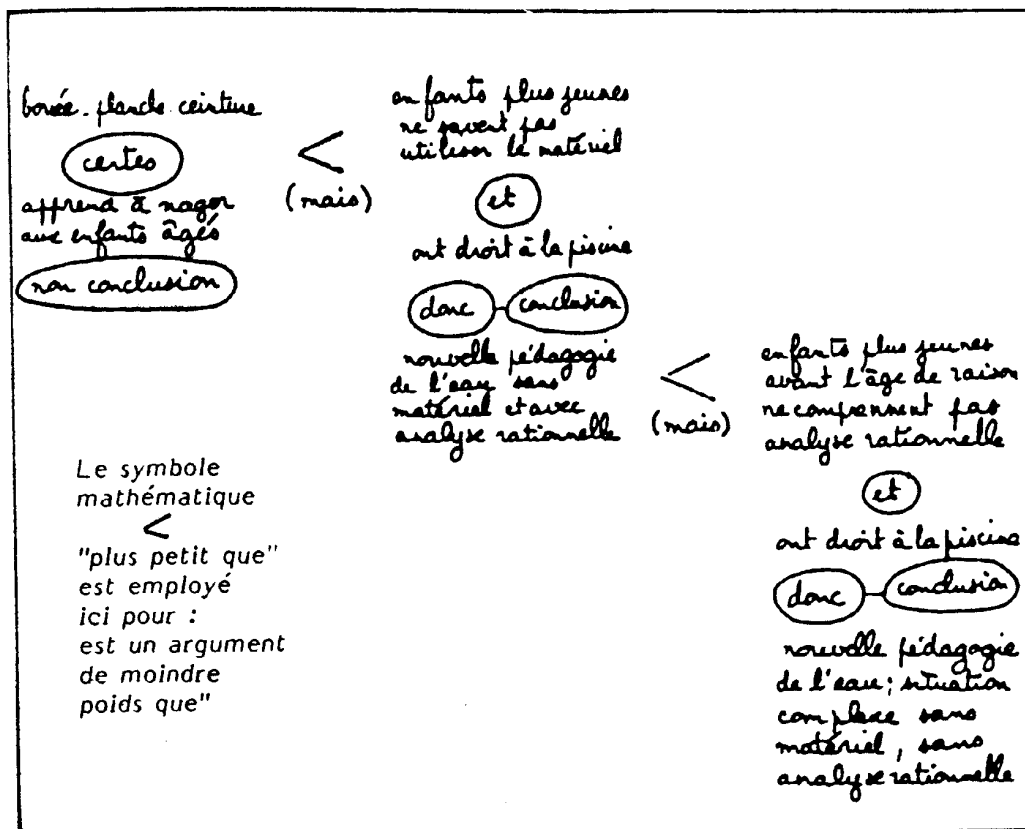 bouée - planche ceinture
certes
apprend à nager
aux enfants âgés
non conclusion
<
(mais)
enfants plus jeunes
ne savent pas
utiliser le matériel
et
ont droit à la piscine
donc - conclusion
nouvelle pédagogie
de l'eau sans
matériel et avec
analyse rationnelle
<
(mais)
enfants plus jeunes
avant l'âge de raison
ne comprennent pas
analyse rationnelle
et
ont droit à la piscine
donc - conclusion
nouvelle pédagogie
de l'eau ; situation
complexe sans
matériel, sans
analyse rationnelle
Le symbole
mathématique
<
"plus petit que"
est employé
ici pour :
est un argument
de moindre
poids que"